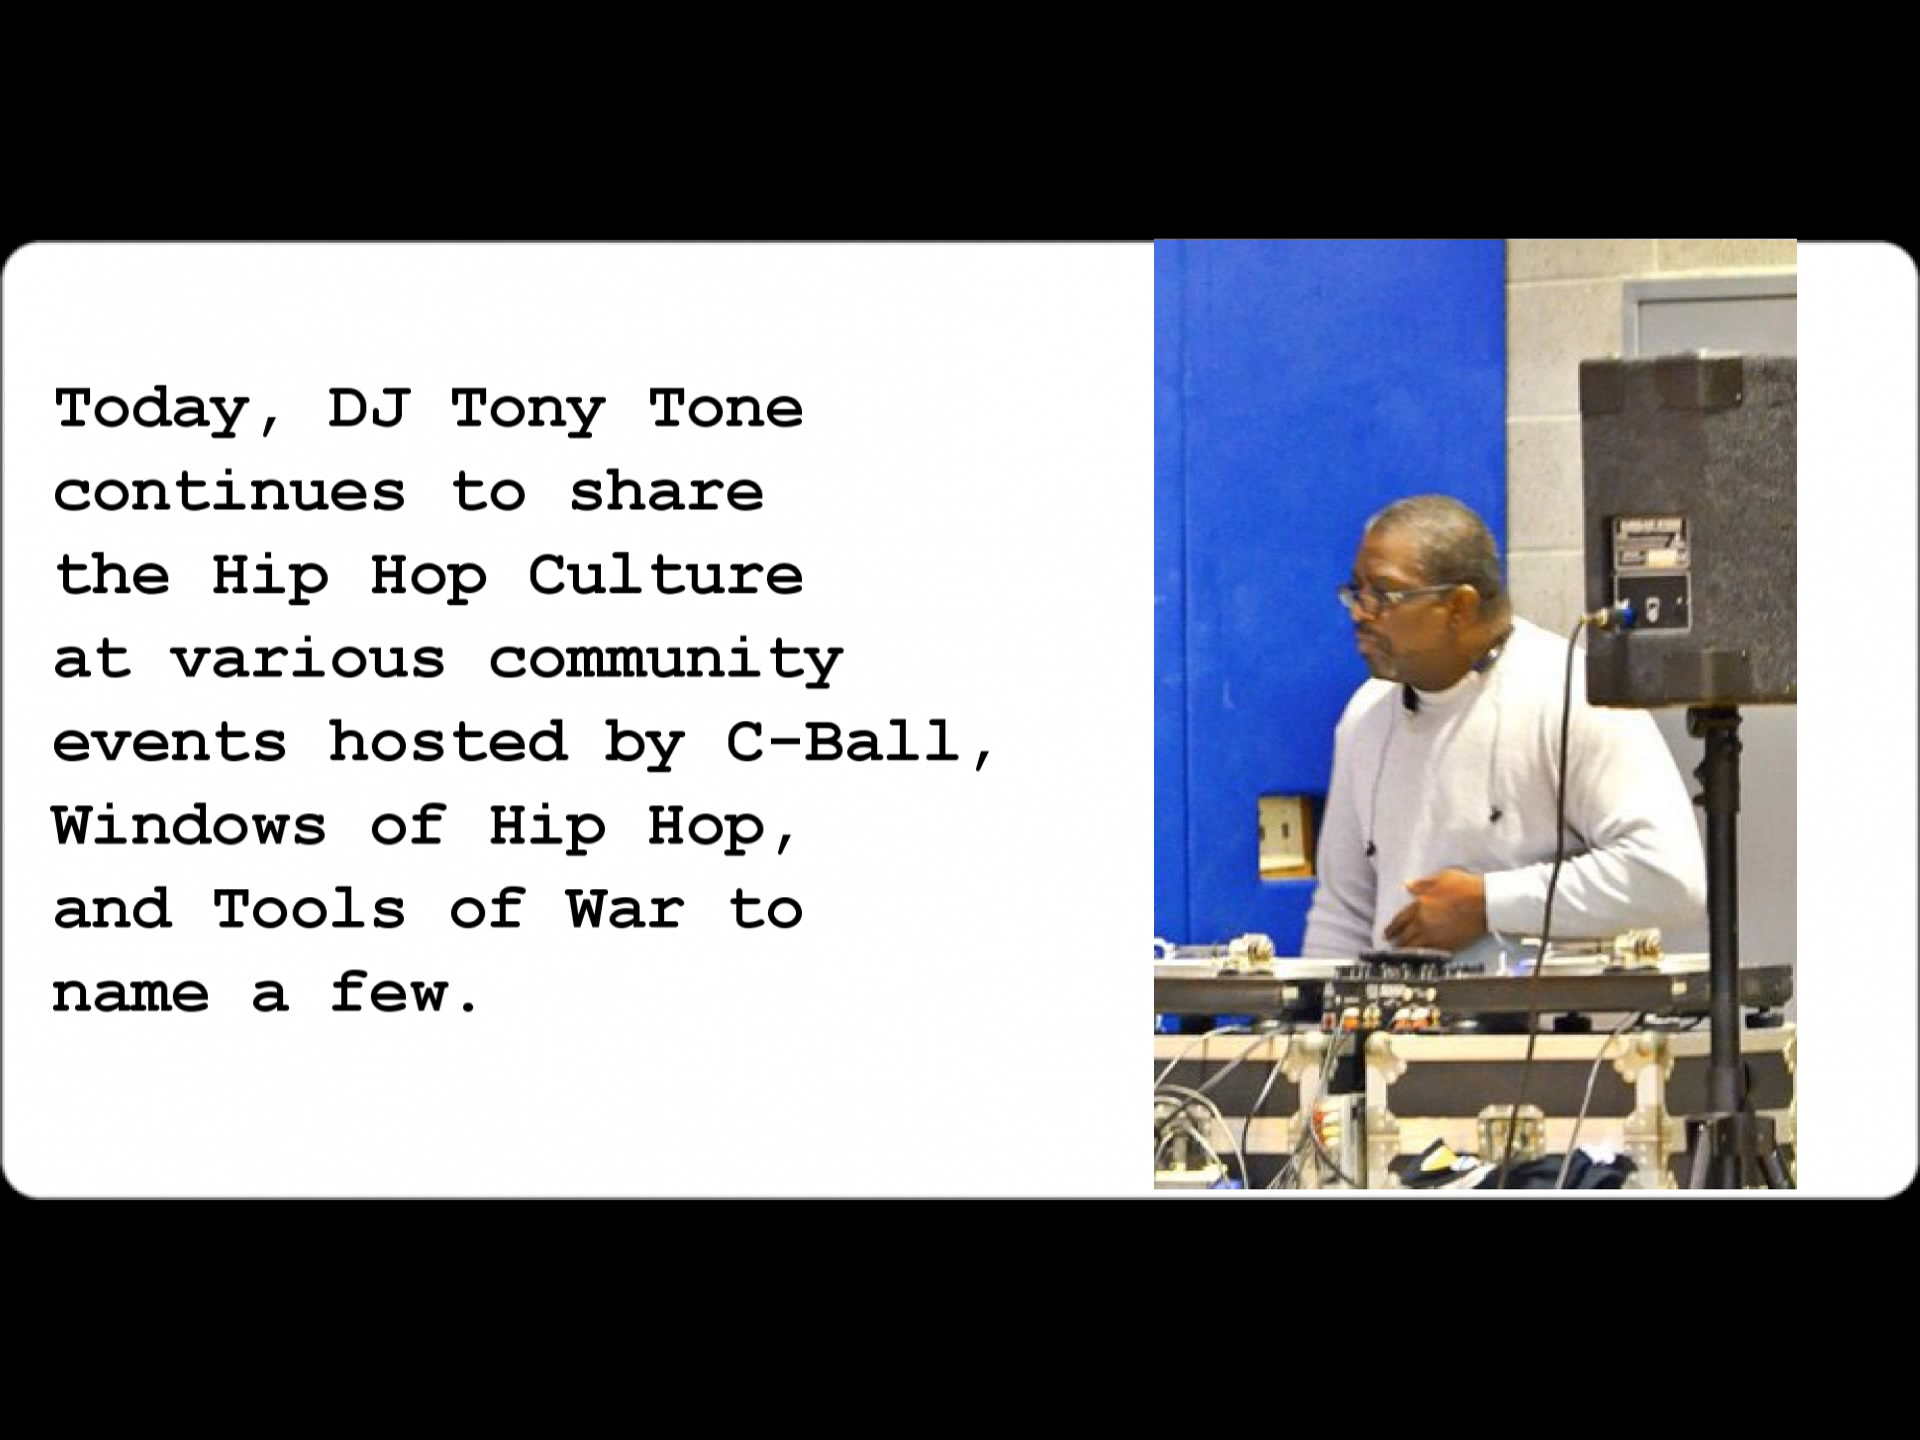 Today, DJ Tony Tone
continues to share
the Hip Hop Culture
at various community
events hosted by C-Ball,
Windows of Hip Hop,
and Tools of War to
name a few.